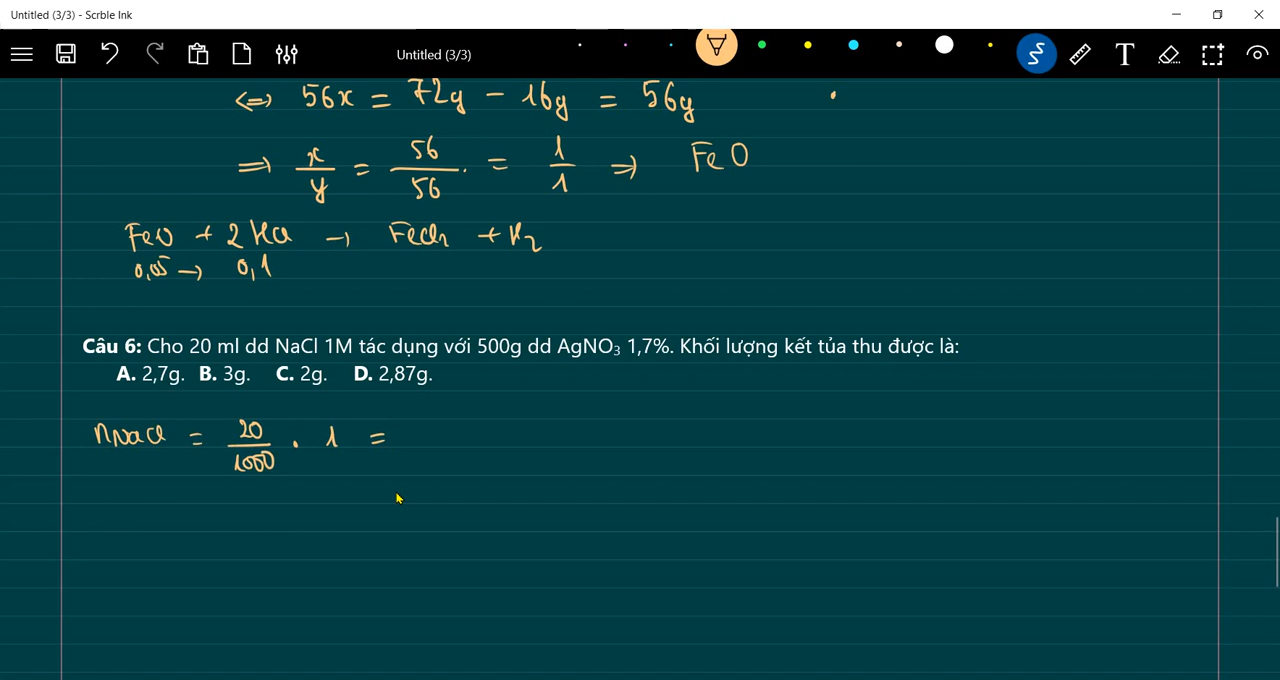 Untitled (3/3) - Scrble Ink
Untitled (3/3)
T
⇔ 56x = 72y - 16y = 56y
⇒ x/y = 56/56 = 1/1 ⇒ FeO
FeO + 2HCl → FeCl2 + H2
0,05 → 0,1
Câu 6: Cho 20 ml dd NaCl 1M tác dụng với 500g dd AgNO₃ 1,7%. Khối lượng kết tủa thu được là:
A. 2,7g. B. 3g. C. 2g. D. 2,87g.
nNaCl = 20/1000 . 1 =